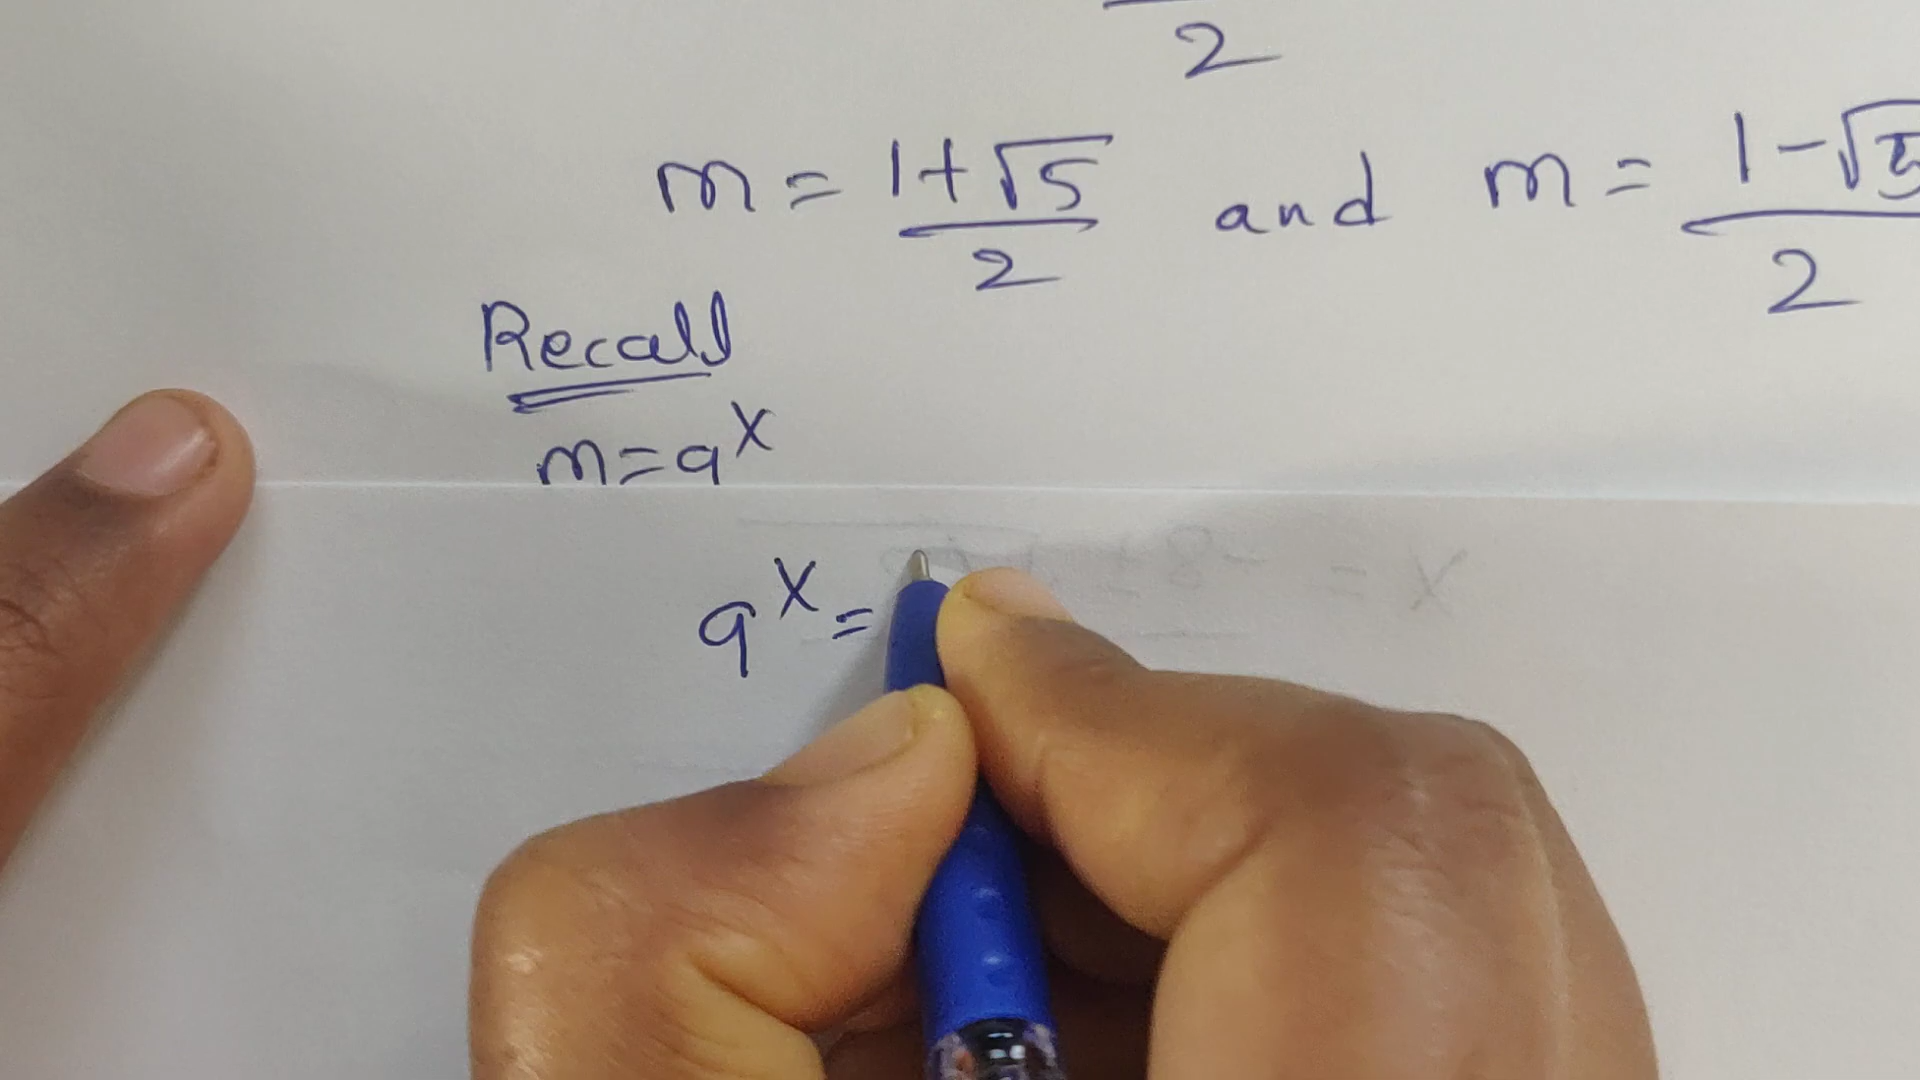 2
m = 1+√5/2 and m = 1-√5/2
Recall
m=9^x
9^x=